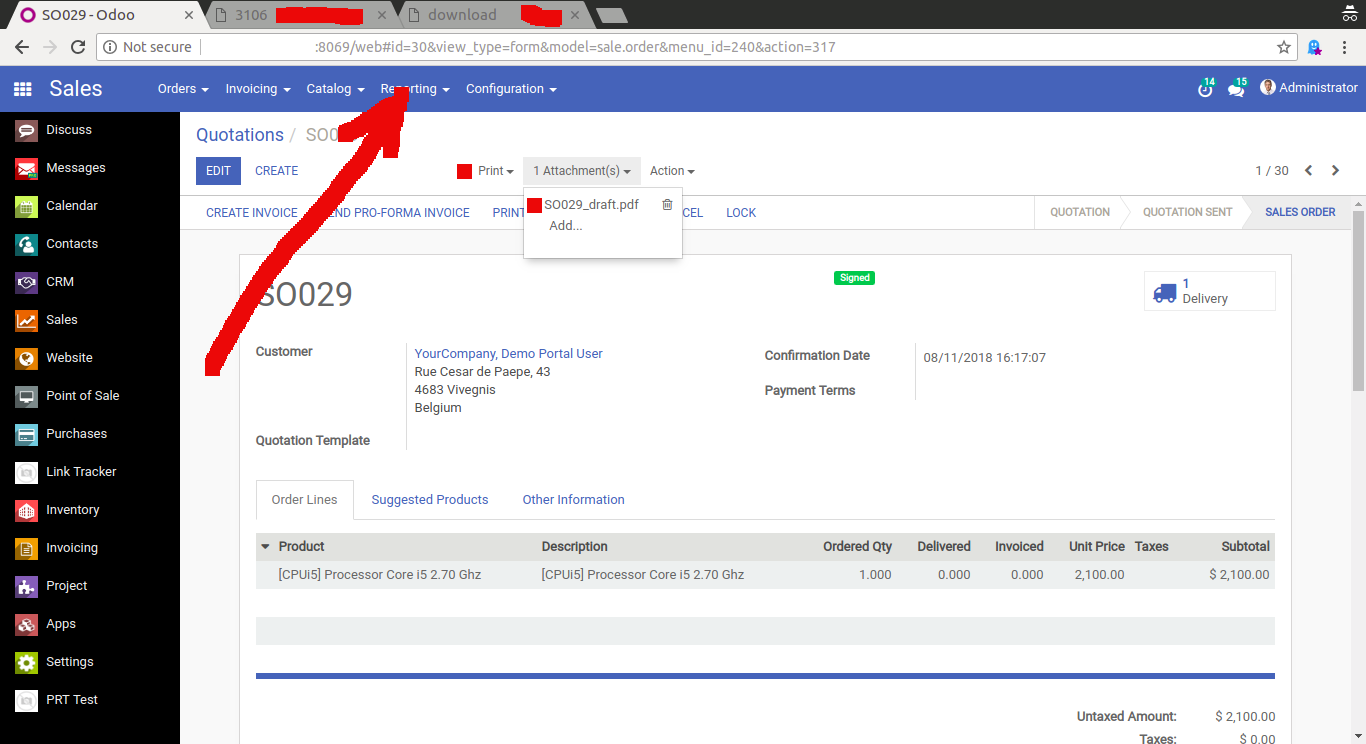 SO029 - Odoo
3106
download
Not secure
:8069/web#id=30&view_type=form&model=sale.order&menu_id=240&action=317
Sales
Orders
Invoicing
Catalog
Reporting
Configuration
14
15
Administrator
Discuss
Messages
Calendar
Contacts
CRM
Sales
Website
Point of Sale
Purchases
Link Tracker
Inventory
Invoicing
Project
Apps
Settings
PRT Test
Quotations /
EDIT
CREATE
Print
1 Attachment(s)
Action
1 / 30
SO029_draft.pdf
Add...
CREATE INVOICE
PRO-FORMA INVOICE
LOCK
QUOTATION
QUOTATION SENT
SALES ORDER
SO029
Signed
1
Delivery
Customer
YourCompany, Demo Portal User
Rue Cesar de Paepe, 43
4683 Vivegnis
Belgium
Quotation Template
Confirmation Date
08/11/2018 16:17:07
Payment Terms
Order Lines
Suggested Products
Other Information
Product Description Ordered Qty Delivered Invoiced Unit Price Taxes Subtotal
[CPUi5] Processor Core i5 2.70 Ghz [CPUi5] Processor Core i5 2.70 Ghz 1.000 0.000 0.000 2,100.00 $ 2,100.00
Untaxed Amount: $ 2,100.00
Taxes: $ 0.00